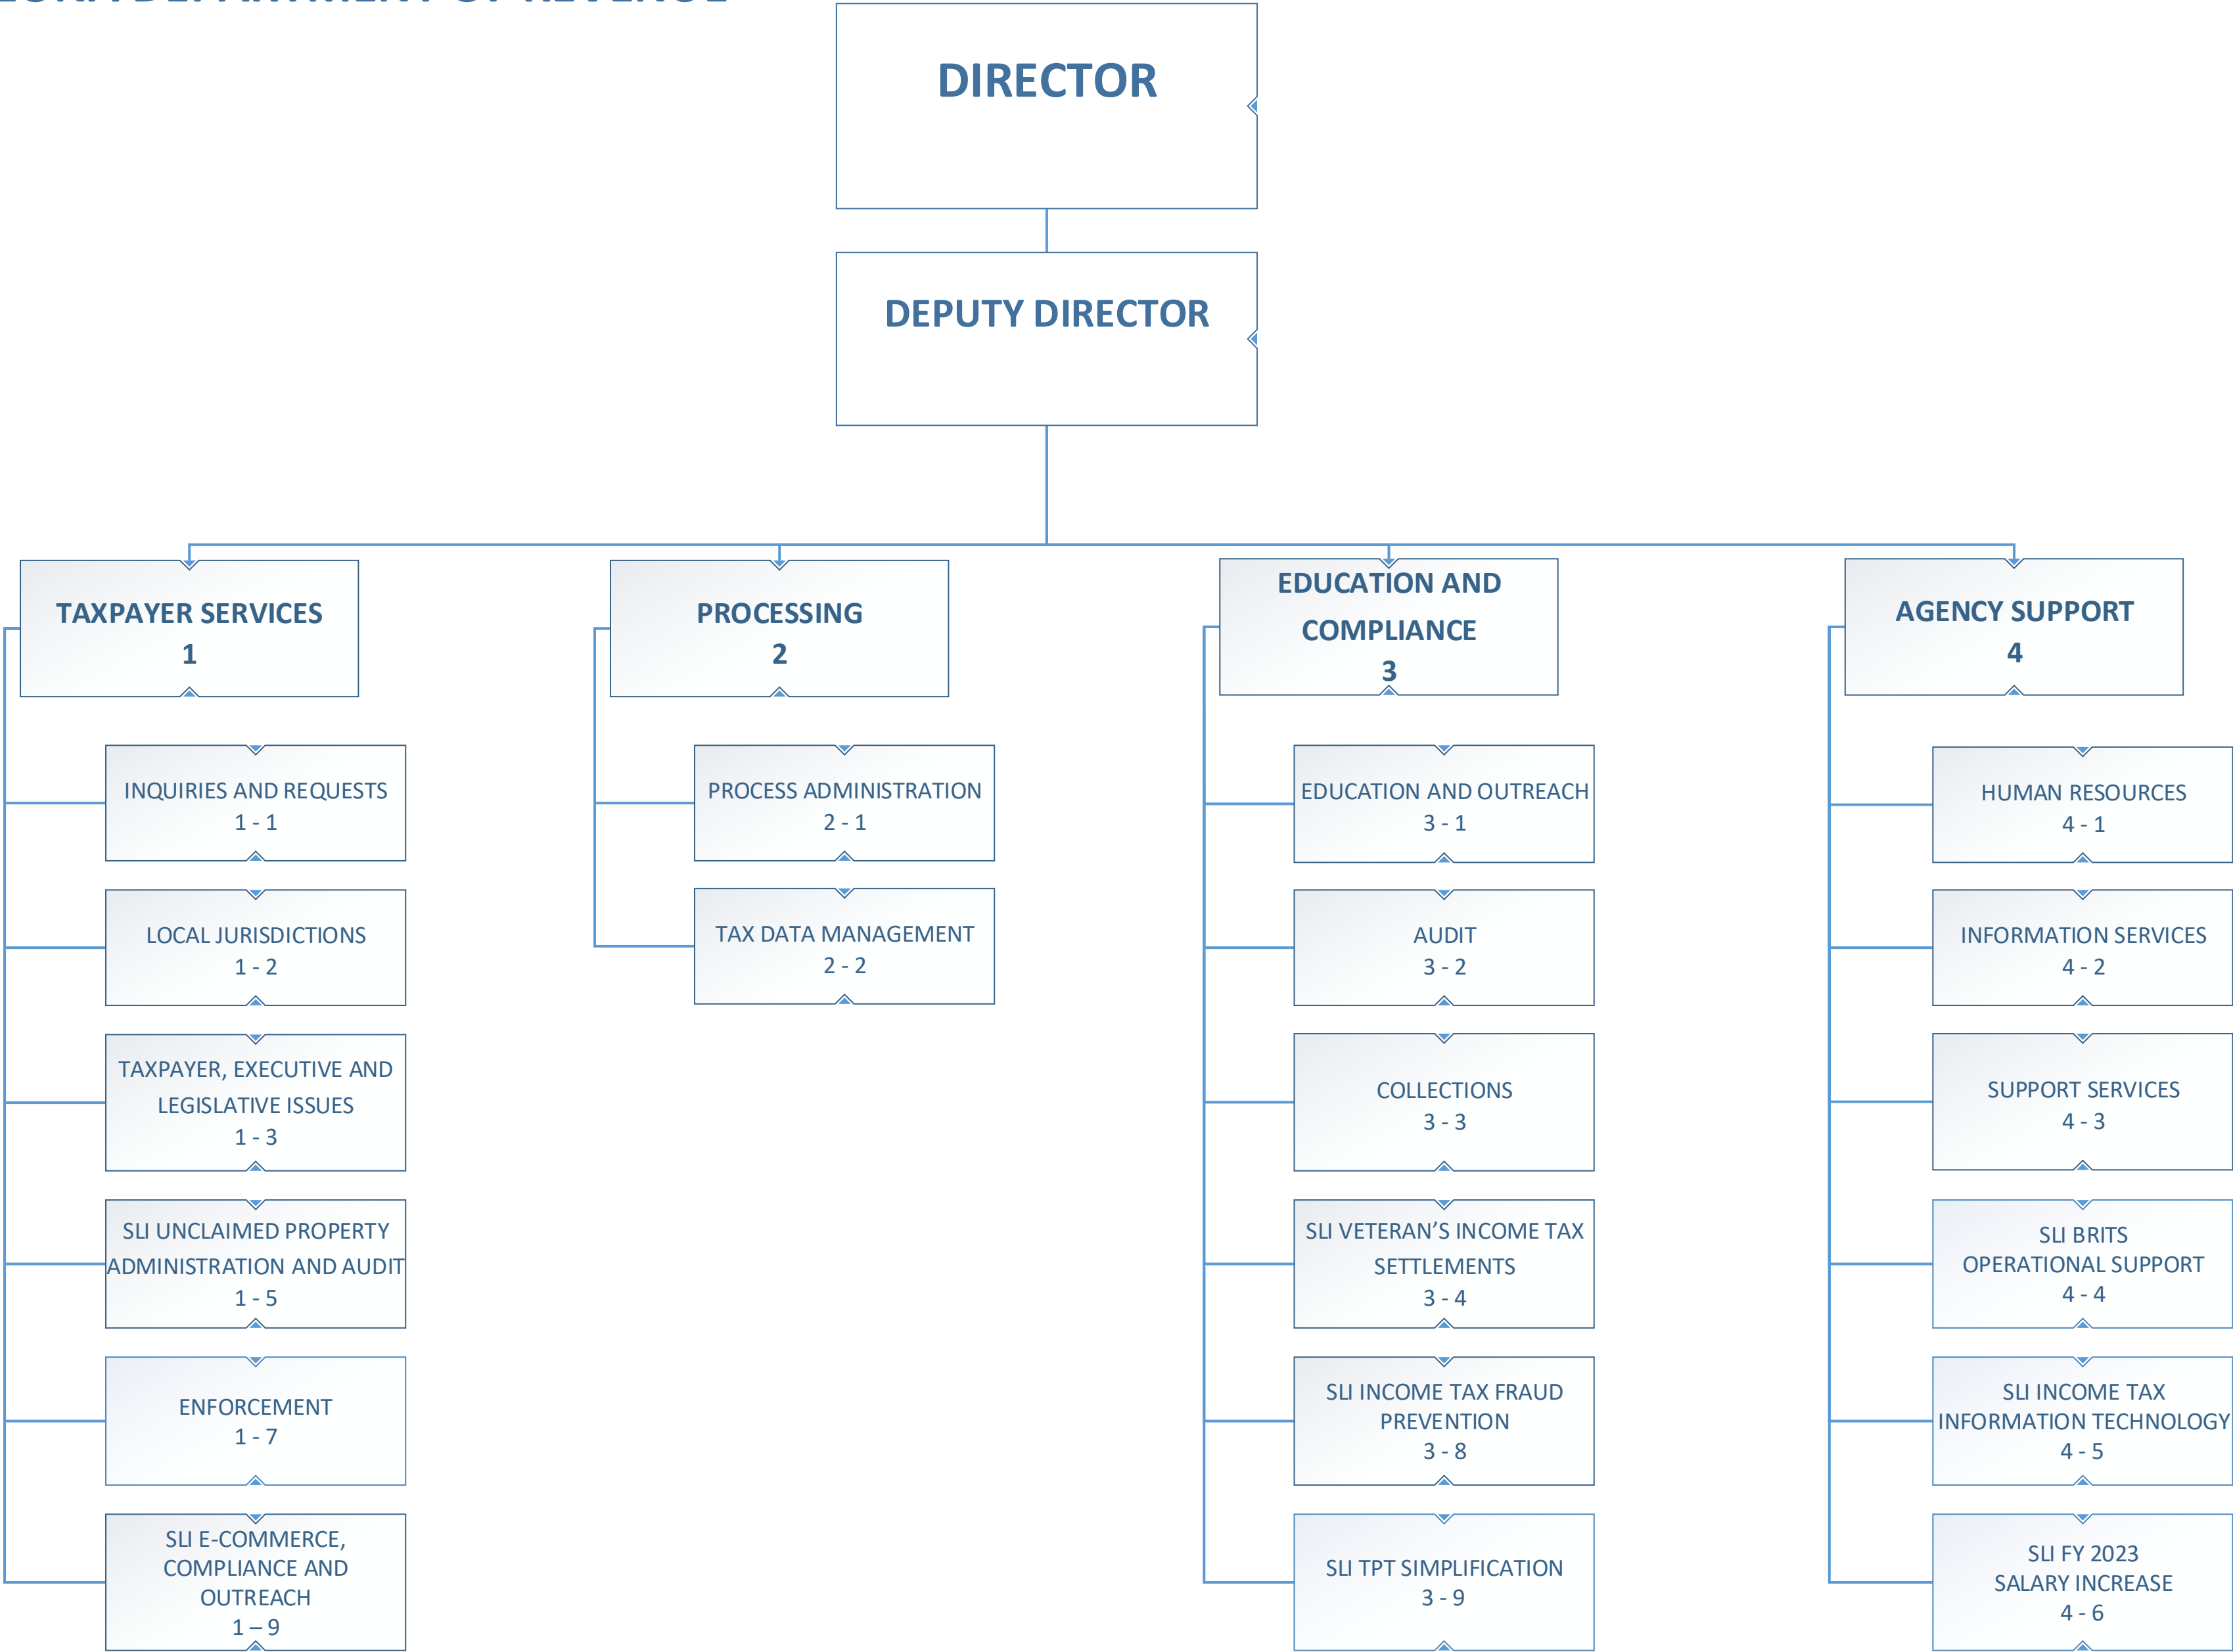 DEPARTMENT OF REVENUE
DIRECTOR
DEPUTY DIRECTOR
TAXPAYER SERVICES
1
INQUIRIES AND REQUESTS
1 - 1
LOCAL JURISDICTIONS
1 - 2
TAXPAYER, EXECUTIVE AND
LEGISLATIVE ISSUES
1 - 3
SLI UNCLAIMED PROPERTY
ADMINISTRATION AND AUDIT
1 - 5
ENFORCEMENT
1 - 7
SLI E-COMMERCE,
COMPLIANCE AND
OUTREACH
1 – 9
PROCESSING
2
PROCESS ADMINISTRATION
2 - 1
TAX DATA MANAGEMENT
2 - 2
EDUCATION AND
COMPLIANCE
3
EDUCATION AND OUTREACH
3 - 1
AUDIT
3 - 2
COLLECTIONS
3 - 3
SLI VETERAN’S INCOME TAX
SETTLEMENTS
3 - 4
SLI INCOME TAX FRAUD
PREVENTION
3 - 8
SLI TPT SIMPLIFICATION
3 - 9
AGENCY SUPPORT
4
HUMAN RESOURCES
4 - 1
INFORMATION SERVICES
4 - 2
SUPPORT SERVICES
4 - 3
SLI BRITS
OPERATIONAL SUPPORT
4 - 4
SLI INCOME TAX
INFORMATION TECHNOLOGY
4 - 5
SLI FY 2023
SALARY INCREASE
4 - 6